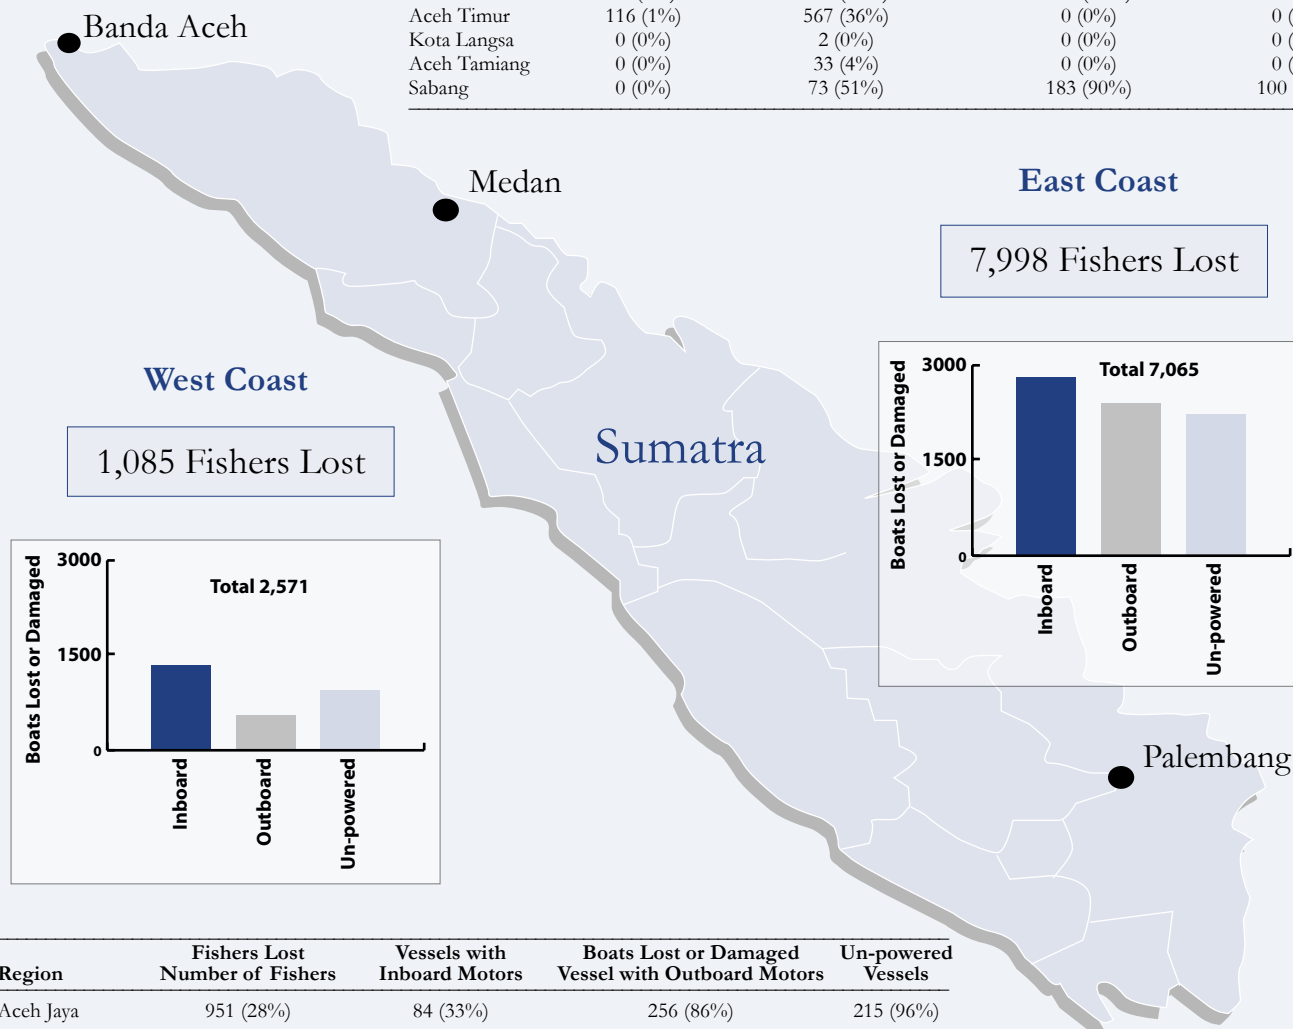 Aceh Timur 116 (1%) 567 (36%) 0 (0%) 0 (
Kota Langsa 0 (0%) 2 (0%) 0 (0%) 0 (
Aceh Tamiang 0 (0%) 33 (4%) 0 (0%) 0 (
Sabang 0 (0%) 73 (51%) 183 (90%) 100
Banda Aceh
Medan
East Coast
7,998 Fishers Lost
Boats Lost or Damaged
3000
1500
0
Total 7,065
Inboard
Outboard
Un-powered
West Coast
1,085 Fishers Lost
Sumatra
Boats Lost or Damaged
3000
1500
0
Total 2,571
Inboard
Outboard
Un-powered
Palembang
Fishers Lost Vessels with Boats Lost or Damaged Un-powered
Region Number of Fishers Inboard Motors Vessel with Outboard Motors Vessels
Aceh Jaya 951 (28%) 84 (33%) 256 (86%) 215 (96%)